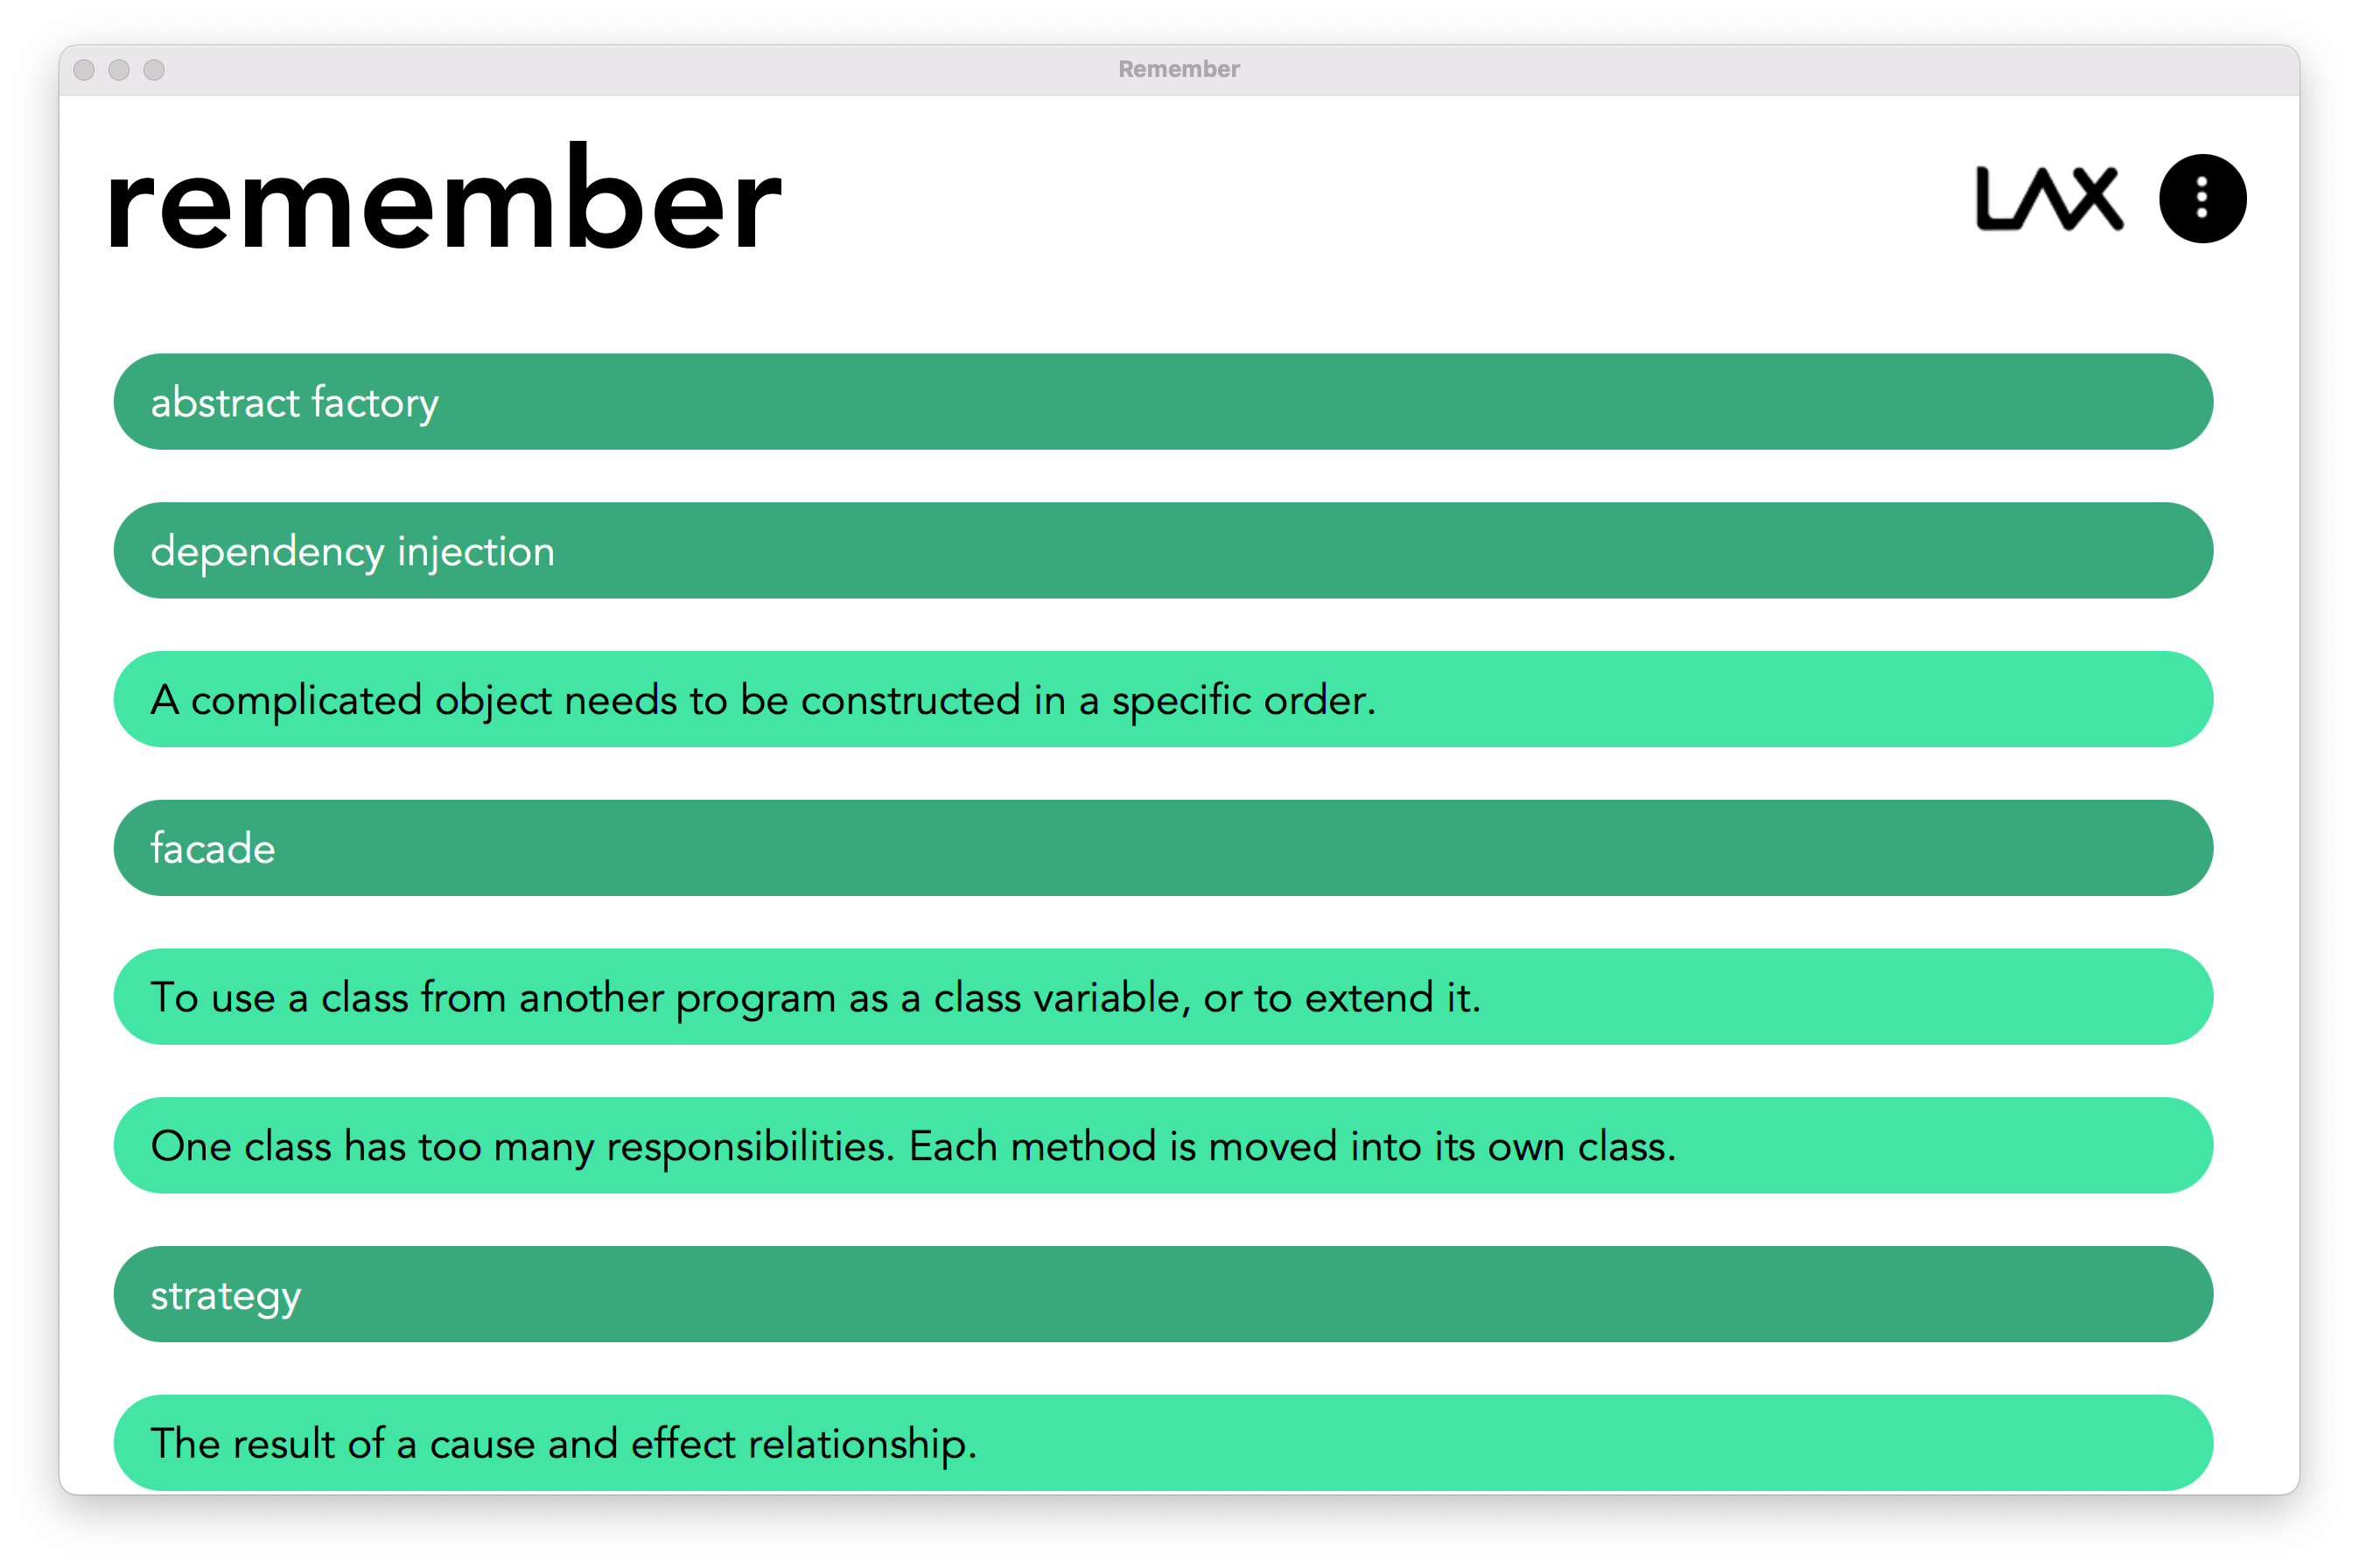 Remember
remember
LAX
abstract factory
dependency injection
A complicated object needs to be constructed in a specific order.
facade
To use a class from another program as a class variable, or to extend it.
One class has too many responsibilities. Each method is moved into its own class.
strategy
The result of a cause and effect relationship.